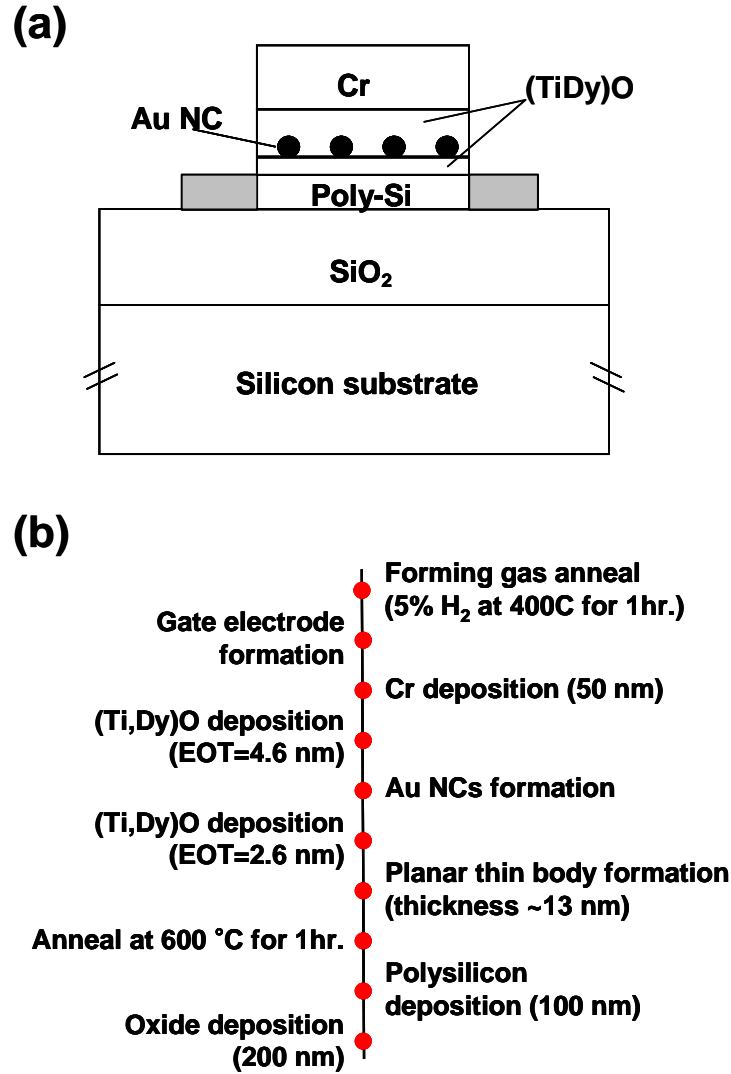 (a)
Cr
(TiDy)O
Au NC
Poly-Si
SiO₂
Silicon substrate
(b)
Forming gas anneal
(5% H₂ at 400C for 1hr.)
Gate electrode
formation
Cr deposition (50 nm)
(Ti,Dy)O deposition
(EOT=4.6 nm)
Au NCs formation
(Ti,Dy)O deposition
(EOT=2.6 nm)
Planar thin body formation
(thickness ~13 nm)
Anneal at 600 °C for 1hr.
Polysilicon
deposition (100 nm)
Oxide deposition
(200 nm)